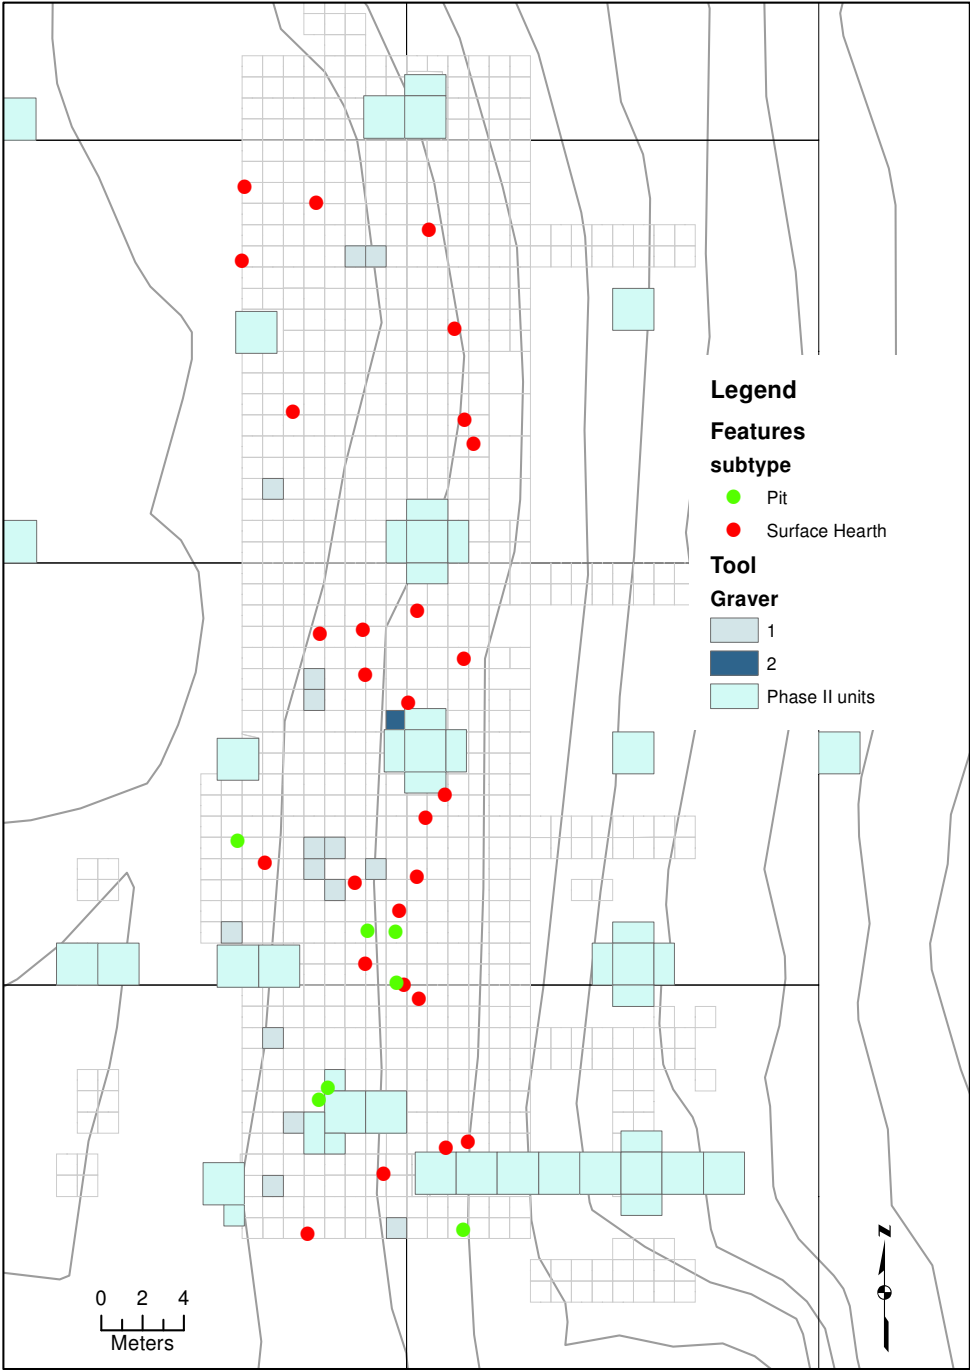 Legend
Features
subtype
Pit
Surface Hearth
Tool
Graver
1
2
Phase II units
N
0 2 4
Meters